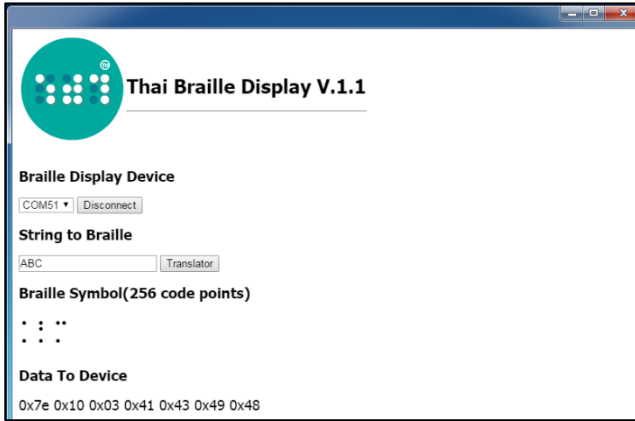 Thai Braille Display V.1.1
Braille Display Device
COM51 Disconnect
String to Braille
ABC Translator
Braille Symbol(256 code points)
⡁⡃⡉
Data To Device
0x7e 0x10 0x03 0x41 0x43 0x49 0x48